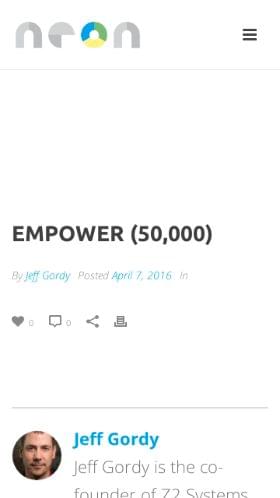 neon
EMPOWER (50,000)
By Jeff Gordy Posted April 7, 2016 In
0 0
Jeff Gordy
Jeff Gordy is the co-
founder of Z2 Systems